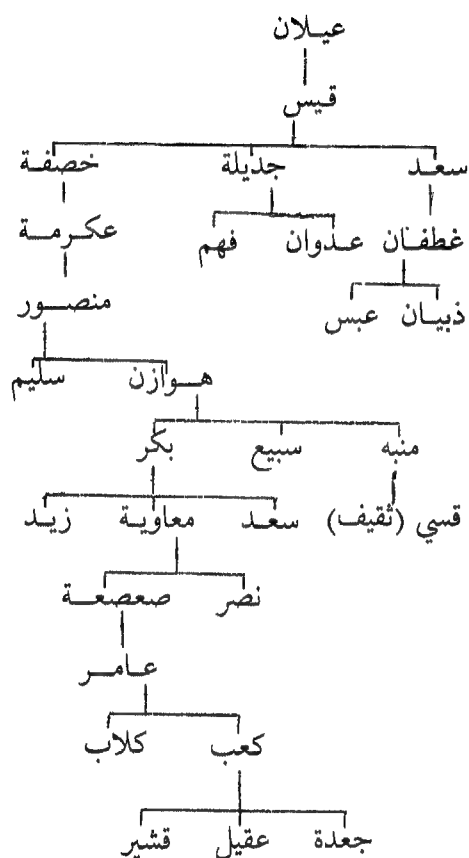 عيلان
قيس
سعد جديلة خصفة
غطفان عدوان فهم عكرمة
ذبيان عبس منصور
هوازن سليم
منبه سبيع بكر
قسي (ثقيف) سعد معاوية زيد
نصر صعصعة
عامر
كعب كلاب
جعدة عقيل قشير